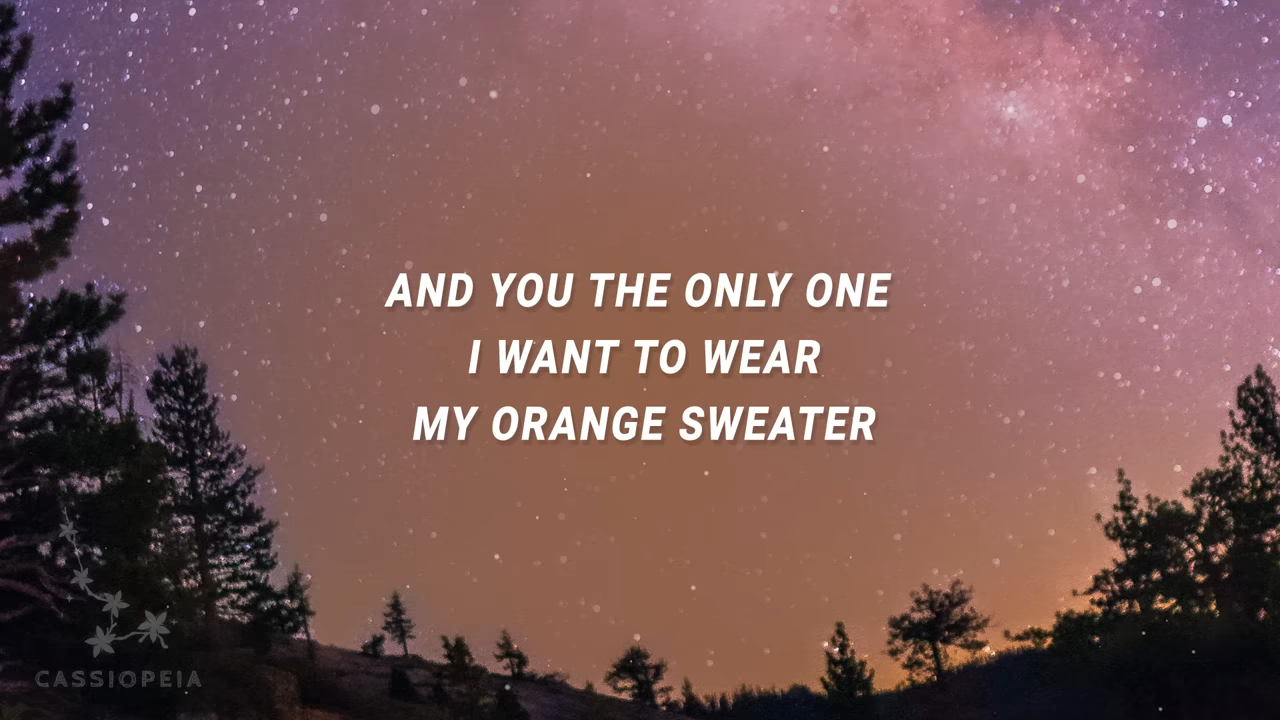 AND YOU THE ONLY ONE
I WANT TO WEAR
MY ORANGE SWEATER
CASSIOPEIA